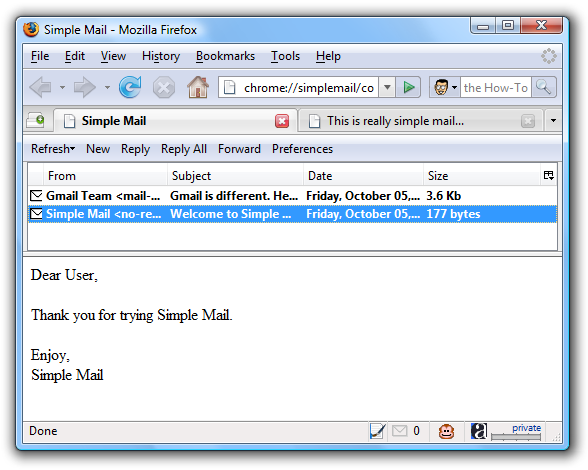 Simple Mail - Mozilla Firefox
File Edit View History Bookmarks Tools Help
chrome://simplemail/co the How-To
Simple Mail This is really simple mail...
Refresh New Reply Reply All Forward Preferences
From Subject Date Size
Gmail Team <mail-... Gmail is different. He... Friday, October 05,... 3.6 Kb
Simple Mail <no-re... Welcome to Simple ... Friday, October 05,... 177 bytes
Dear User,
Thank you for trying Simple Mail.
Enjoy,
Simple Mail
Done 0 private